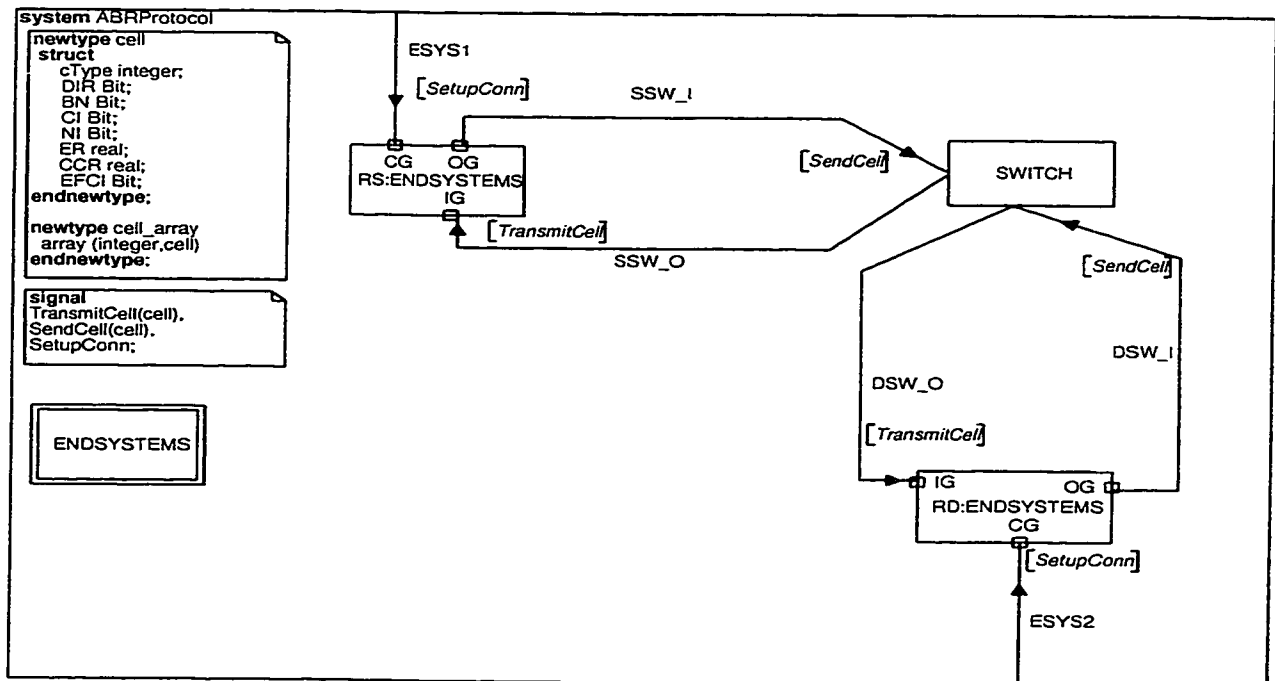 system ABRProtocol
newtype cell
struct
cType integer;
DIR Bit;
BN Bit;
CI Bit;
NI Bit;
ER real;
CCR real;
EFCI Bit;
endnewtype;
newtype cell_array
array (integer,cell)
endnewtype;
signal
TransmitCell(cell),
SendCell(cell),
SetupConn;
ENDSYSTEMS
ESYS1
[SetupConn]
SSW_I
[SendCell]
CG OG
RS:ENDSYSTEMS
IG
[TransmitCell]
SSW_O
SWITCH
[SendCell]
DSW_I
DSW_O
[TransmitCell]
IG OG
RD:ENDSYSTEMS
CG
[SetupConn]
ESYS2